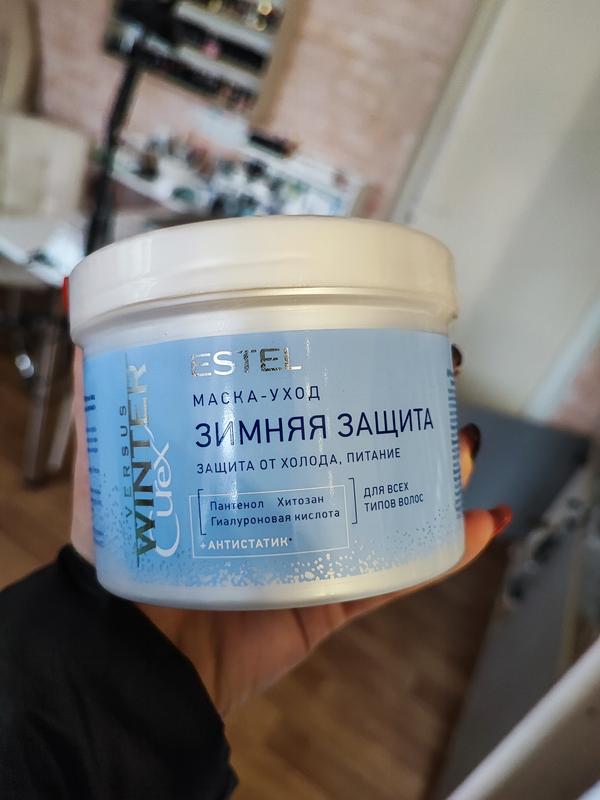 ESTEL
МАСКА-УХОД
ЗИМНЯЯ ЗАЩИТА
ЗАЩИТА ОТ ХОЛОДА, ПИТАНИЕ
Пантенол Хитозан
Гиалуроновая кислота
+АНТИСТАТИК*
ДЛЯ ВСЕХ
ТИПОВ ВОЛОС
VERSUS
WINTER
Curex